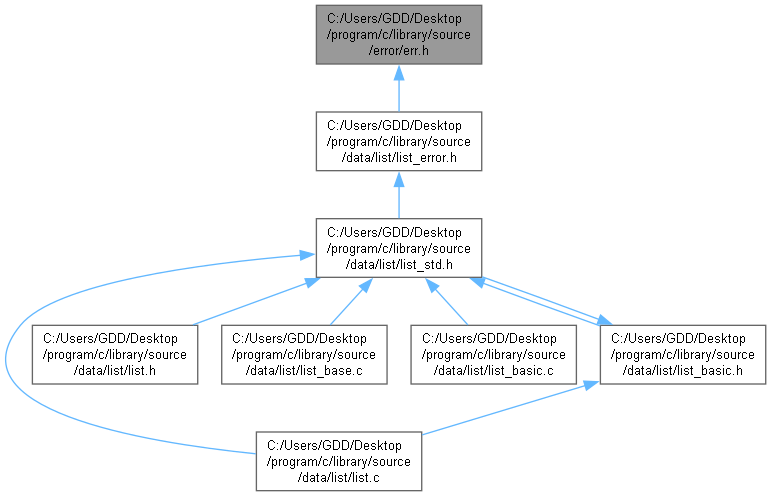 C:/Users/GDD/Desktop
/program/c/library/source
/error/err.h
C:/Users/GDD/Desktop
/program/c/library/source
/data/list/list_error.h
C:/Users/GDD/Desktop
/program/c/library/source
/data/list/list_std.h
C:/Users/GDD/Desktop
/program/c/library/source
/data/list/list.h
C:/Users/GDD/Desktop
/program/c/library/source
/data/list/list_base.c
C:/Users/GDD/Desktop
/program/c/library/source
/data/list/list_basic.c
C:/Users/GDD/Desktop
/program/c/library/source
/data/list/list_basic.h
C:/Users/GDD/Desktop
/program/c/library/source
/data/list/list.c